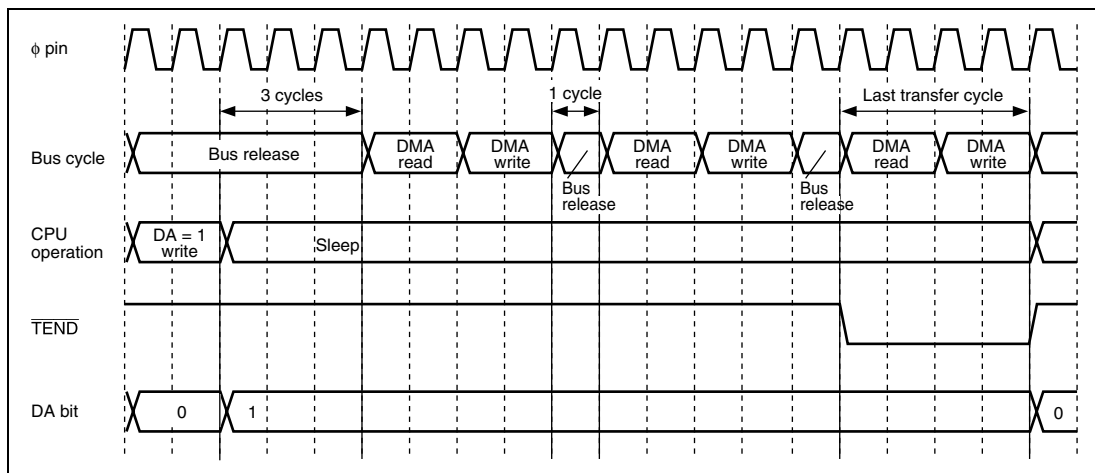 ϕ pin
3 cycles
1 cycle
Last transfer cycle
Bus cycle
Bus release
DMA
read
DMA
write
DMA
read
DMA
write
DMA
read
DMA
write
Bus
release
Bus
release
CPU
operation
DA = 1
write
Sleep
TEND
DA bit
0
1
0